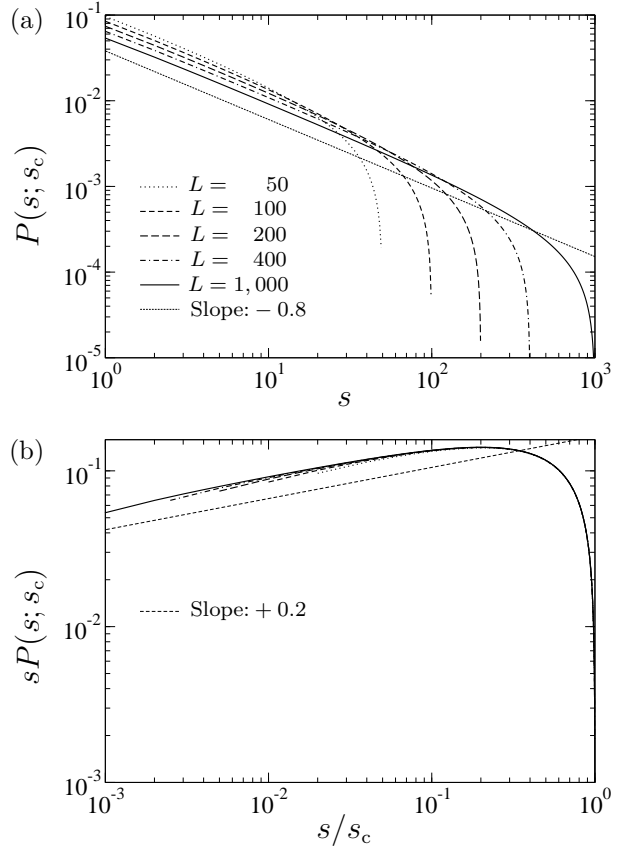 (a)
10^{-1}
10^{-2}
10^{-3}
10^{-4}
10^{-5}
P(s; s_c)
L = 50
L = 100
L = 200
L = 400
L = 1,000
Slope: − 0.8
10^0 10^1 10^2 10^3
s
(b)
10^{-1}
10^{-2}
10^{-3}
sP(s; s_c)
Slope: + 0.2
10^{-3} 10^{-2} 10^{-1} 10^0
s/s_c